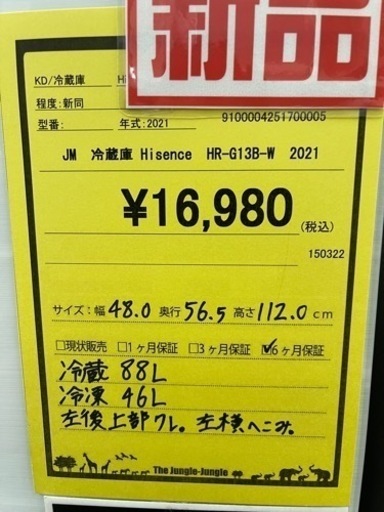 新品
KD/冷蔵庫
程度:新同
型番: 年式:2021 9100004251700005
JM 冷蔵庫 Hisence HR-G13B-W 2021
¥16,980(税込)
150322
サイズ:幅48.0 奥行56.5 高さ112.0cm
□現状販売 □1ヶ月保証 □3ヶ月保証 ☑6ヶ月保証
冷蔵 88L
冷凍 46L
左後上部ワレ。左横へこみ。
The Jungle-Jungle